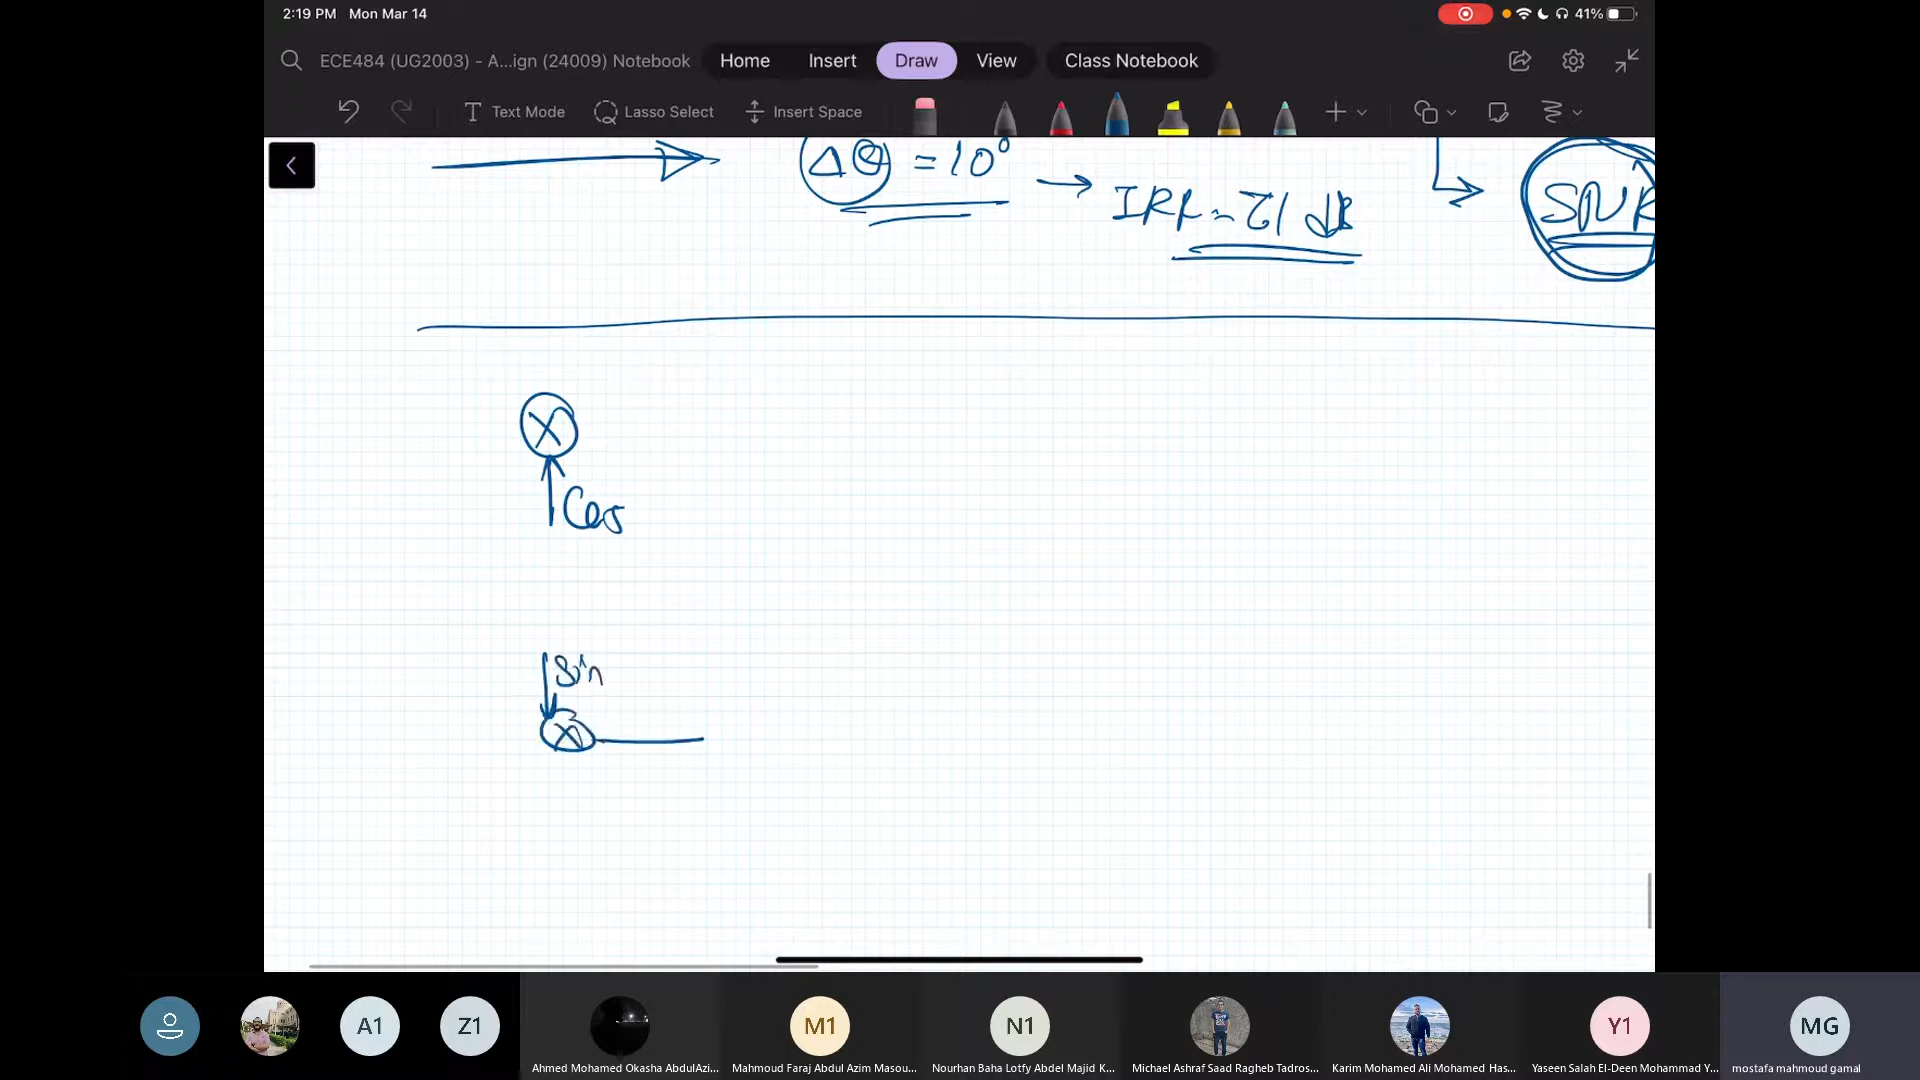 2:19 PM Mon Mar 14
41%
ECE484 (UG2003) - A...ign (24009) Notebook
Home Insert Draw View Class Notebook
Text Mode Lasso Select Insert Space
ΔΘ = 10°
SNR
Cos
Sin
A1 Z1 M1 N1 Y1 MG
Ahmed Mohamed Okasha AbdulAzi... Mahmoud Faraj Abdul Azim Masou... Nourhan Baha Lotfy Abdel Majid K... Michael Ashraf Saad Ragheb Tadros... Karim Mohamed Ali Mohamed Has... Yaseen Salah El-Deen Mohammad Y... mostafa mahmoud gamal